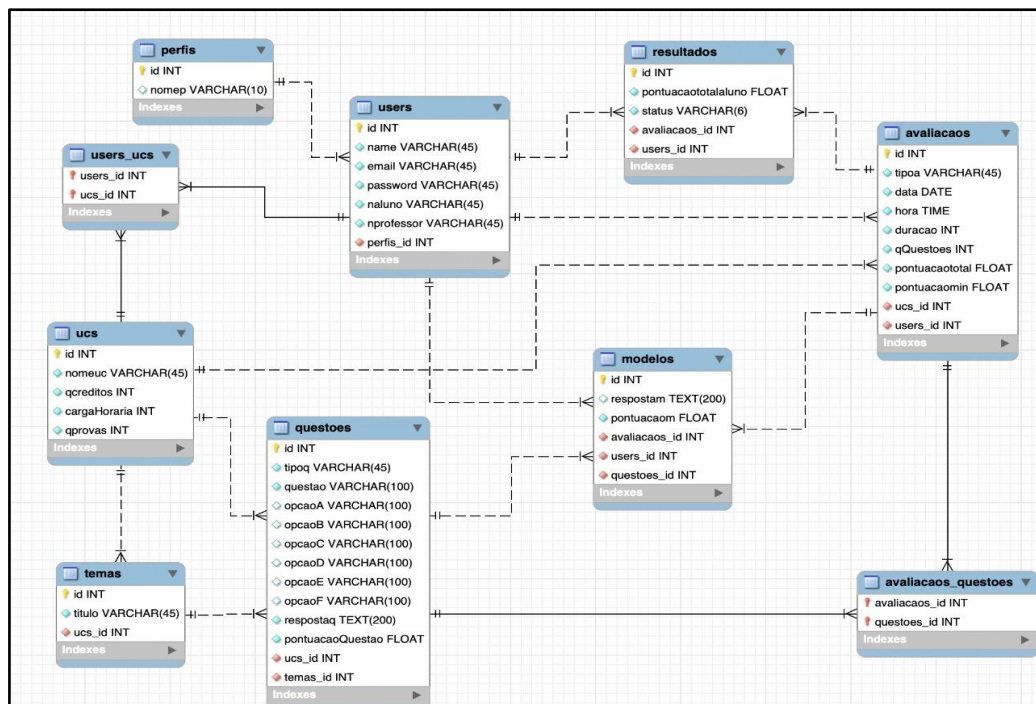 perfis
id INT
nomep VARCHAR(10)
Indexes
users
id INT
name VARCHAR(45)
email VARCHAR(45)
password VARCHAR(45)
naluno VARCHAR(45)
nprofessor VARCHAR(45)
perfis_id INT
Indexes
resultados
id INT
pontuacaototalaluno FLOAT
status VARCHAR(6)
avaliacaos_id INT
users_id INT
Indexes
avaliacaos
id INT
tipoa VARCHAR(45)
data DATE
hora TIME
duracao INT
qQuestoes INT
pontuacaototal FLOAT
pontuacaomin FLOAT
ucs_id INT
users_id INT
Indexes
users_ucs
users_id INT
ucs_id INT
Indexes
ucs
id INT
nomeuc VARCHAR(45)
qcreditos INT
cargaHoraria INT
qprovas INT
Indexes
modelos
id INT
respostam TEXT(200)
pontuacaom FLOAT
avaliacaos_id INT
users_id INT
questoes_id INT
Indexes
questoes
id INT
tipoq VARCHAR(45)
questao VARCHAR(100)
opcaoA VARCHAR(100)
opcaoB VARCHAR(100)
opcaoC VARCHAR(100)
opcaoD VARCHAR(100)
opcaoE VARCHAR(100)
opcaoF VARCHAR(100)
respostaq TEXT(200)
pontuacaoQuestao FLOAT
ucs_id INT
temas_id INT
Indexes
temas
id INT
titulo VARCHAR(45)
ucs_id INT
Indexes
avaliacaos_questoes
avaliacaos_id INT
questoes_id INT
Indexes